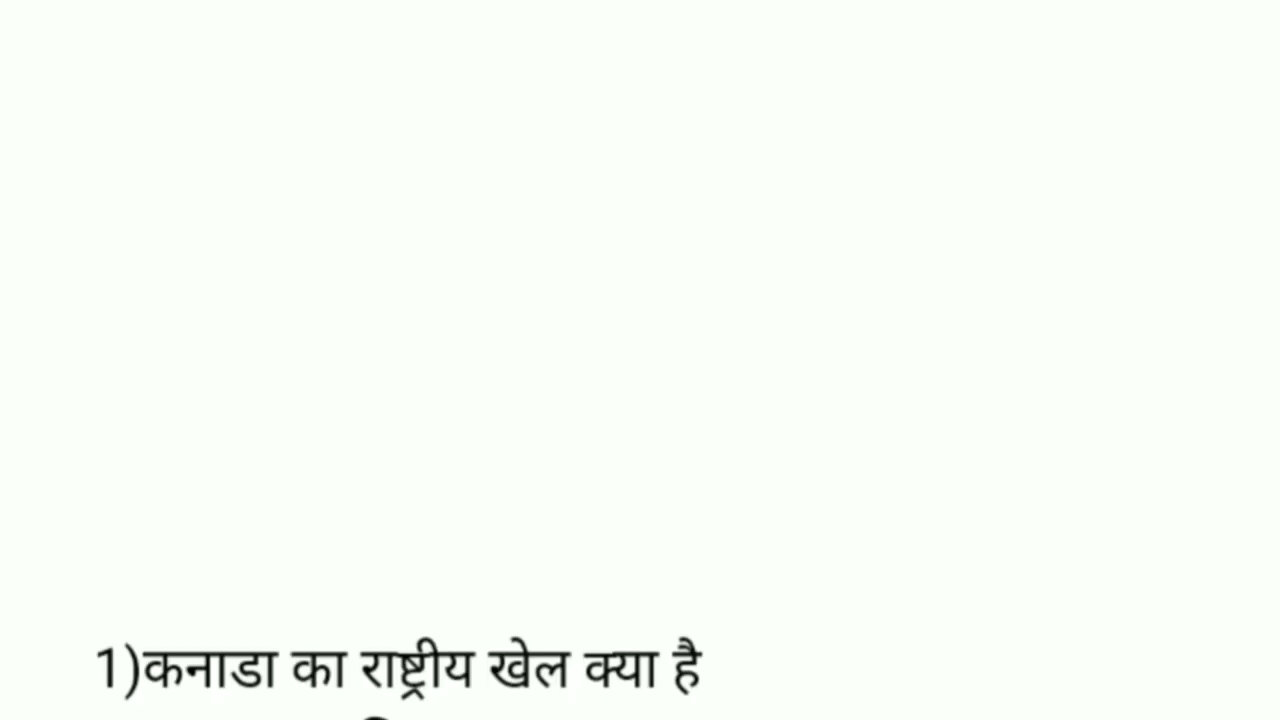 1)कनाडा का राष्ट्रीय खेल क्या है